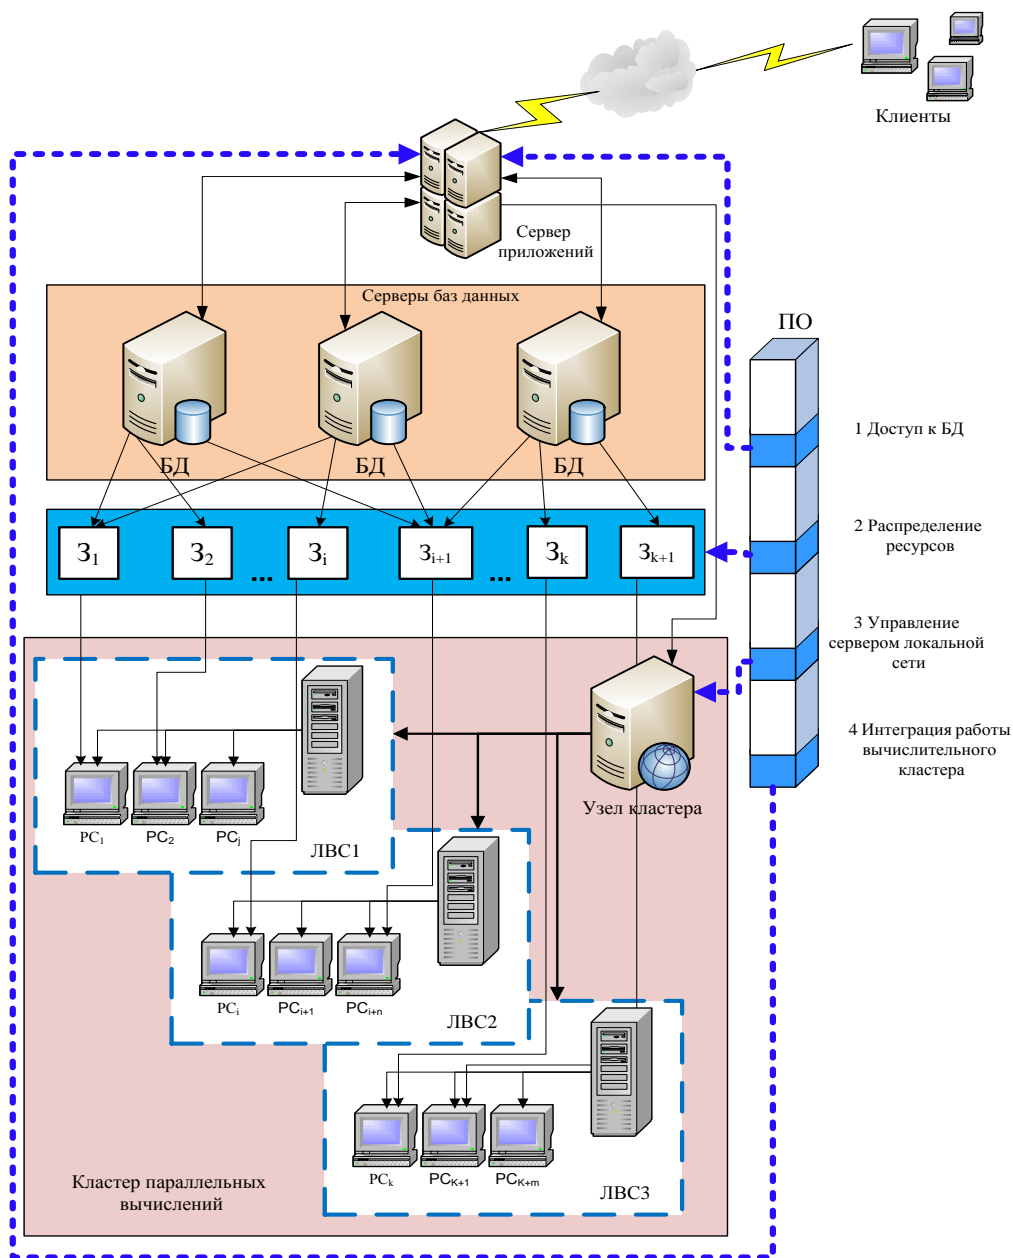 Клиенты
Сервер
приложений
Серверы баз данных
ПО
БД
БД
БД
1 Доступ к БД
З1
З2
...
Зi
Зi+1
...
Зk
Зk+1
2 Распределение
ресурсов
3 Управление
сервером локальной
сети
4 Интеграция работы
вычислительного
кластера
Узел кластера
PC1
PC2
PCj
ЛВС1
PCi
PCi+1
PCi+n
ЛВС2
PCk
PCK+1
PCK+m
ЛВС3
Кластер параллельных
вычислений